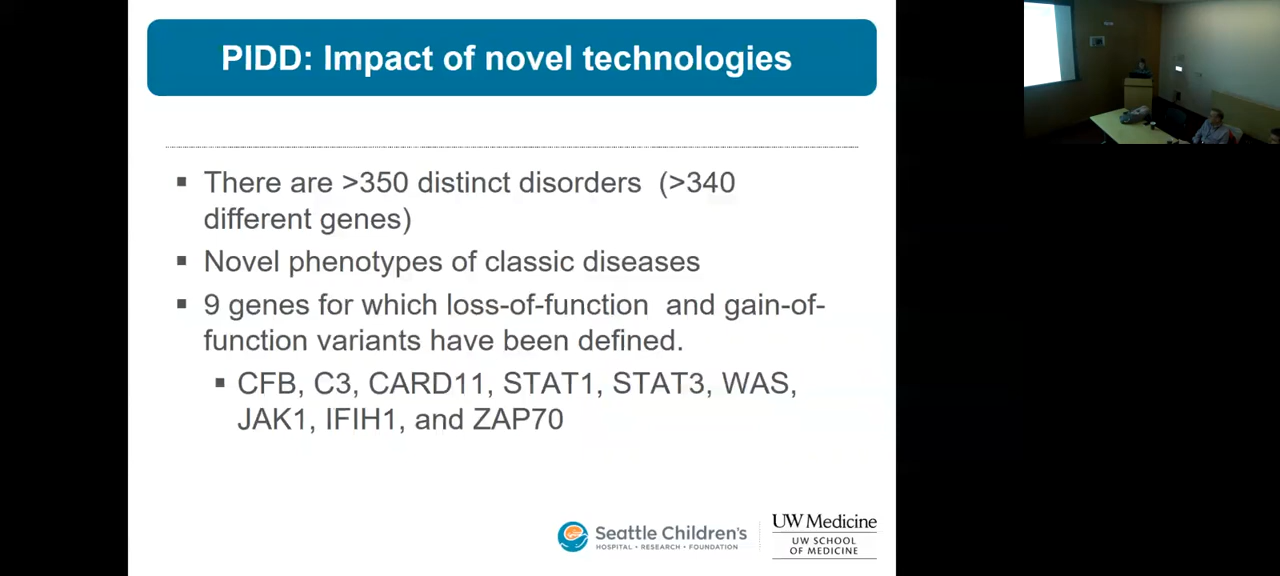 PIDD: Impact of novel technologies
▪ There are >350 distinct disorders (>340
different genes)
▪ Novel phenotypes of classic diseases
▪ 9 genes for which loss-of-function and gain-of-
function variants have been defined.
▪ CFB, C3, CARD11, STAT1, STAT3, WAS,
JAK1, IFIH1, and ZAP70
Seattle Children's
HOSPITAL • RESEARCH • FOUNDATION
UW Medicine
UW SCHOOL
OF MEDICINE